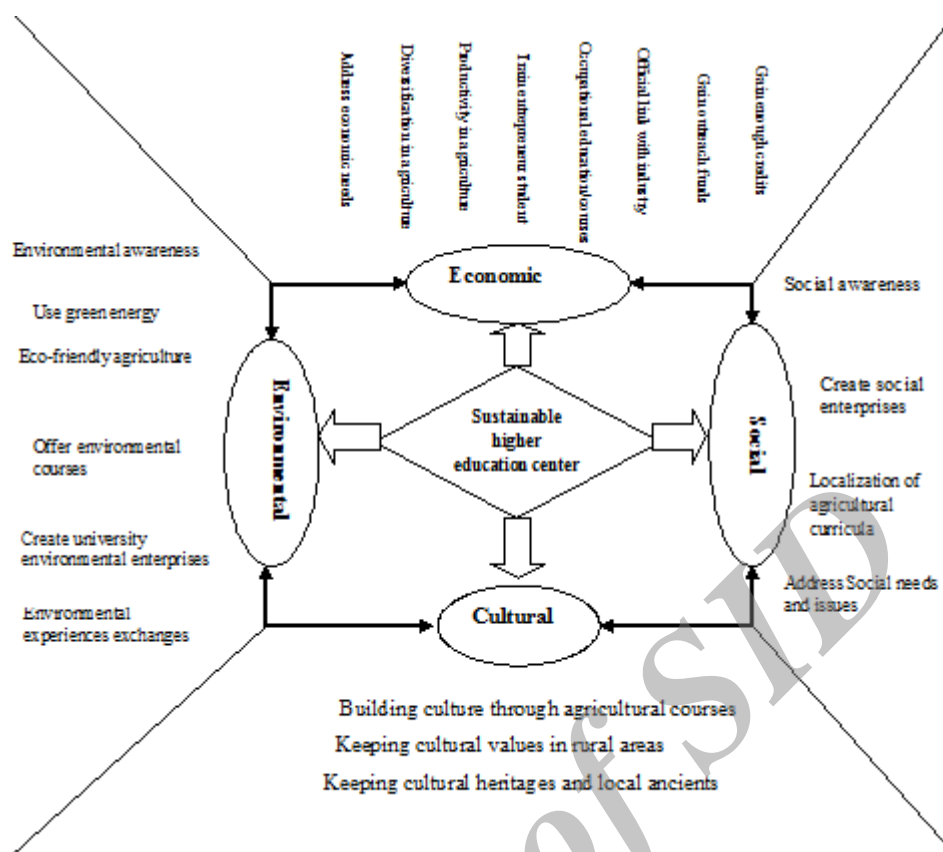 Address economic needs
Diversification in agriculture
Productivity in agriculture
Train entrepreneur student
Occupational education/courses
Official link with industry
Gain outreach funds
Gain enough credits
Environmental awareness
Use green energy
Eco-friendly agriculture
Offer environmental
courses
Create university
environmental enterprises
Environmental
experiences exchanges
Economic
Environmental
Sustainable
higher
education center
Social
Cultural
Social awareness
Create social
enterprises
Localization of
agricultural
curricula
Address Social needs
and issues
Building culture through agricultural courses
Keeping cultural values in rural areas
Keeping cultural heritages and local ancients
of SID